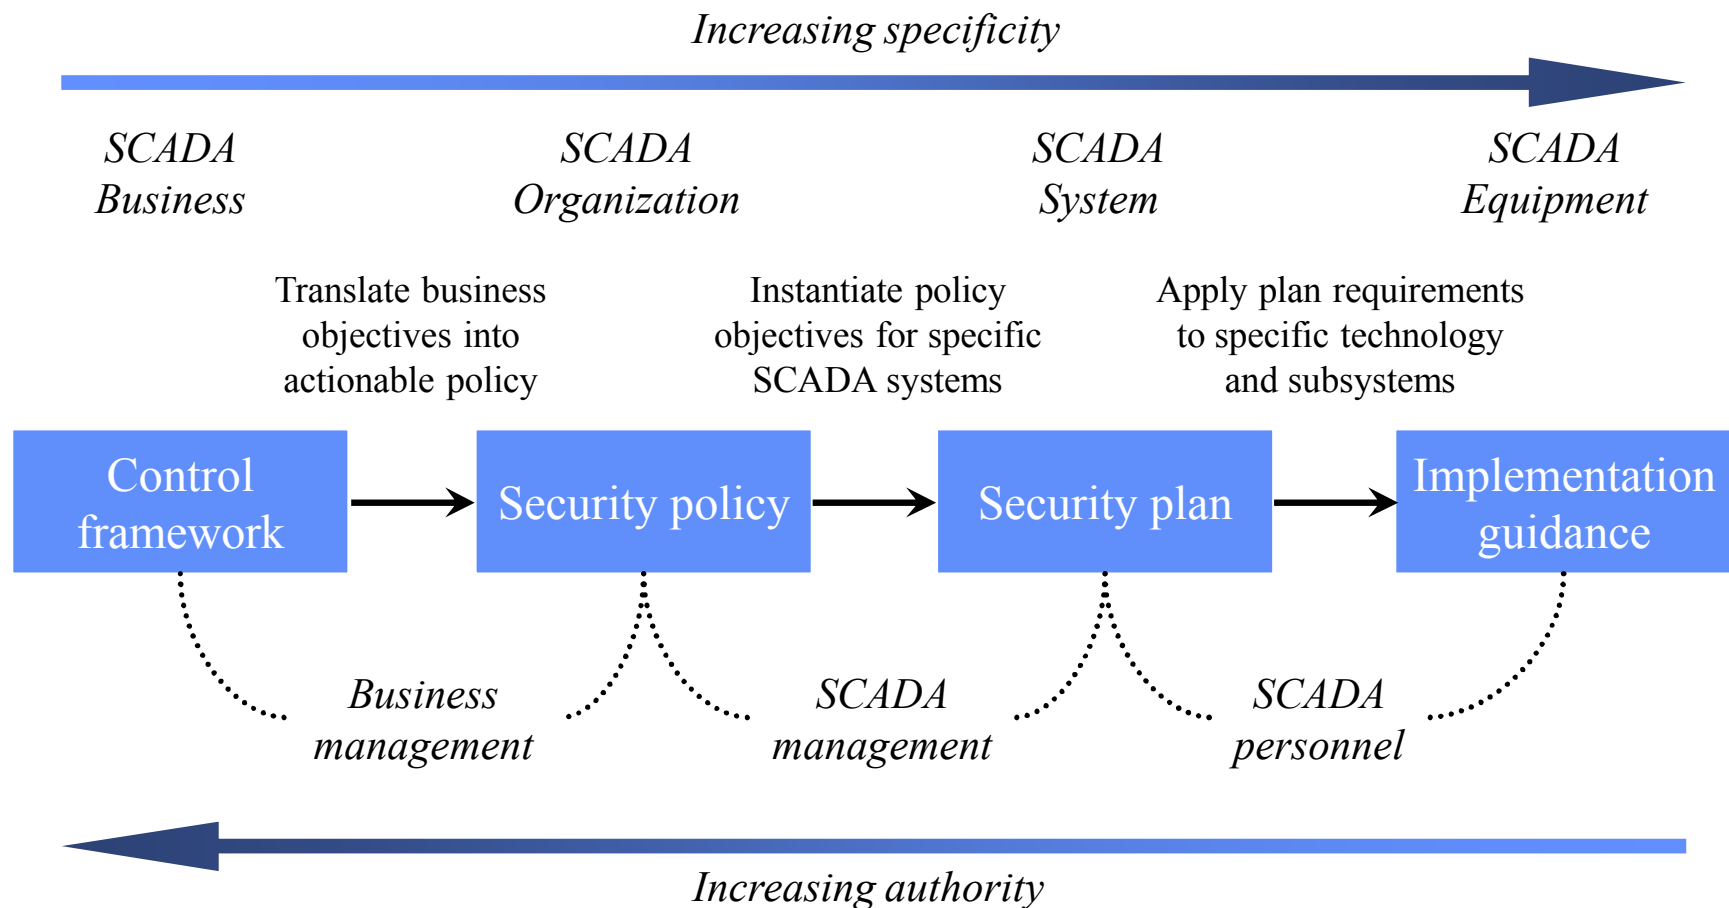 Increasing specificity
SCADA
Business
SCADA
Organization
SCADA
System
SCADA
Equipment
Translate business
objectives into
actionable policy
Instantiate policy
objectives for specific
SCADA systems
Apply plan requirements
to specific technology
and subsystems
Control
framework
Security policy
Security plan
Implementation
guidance
Business
management
SCADA
management
SCADA
personnel
Increasing authority